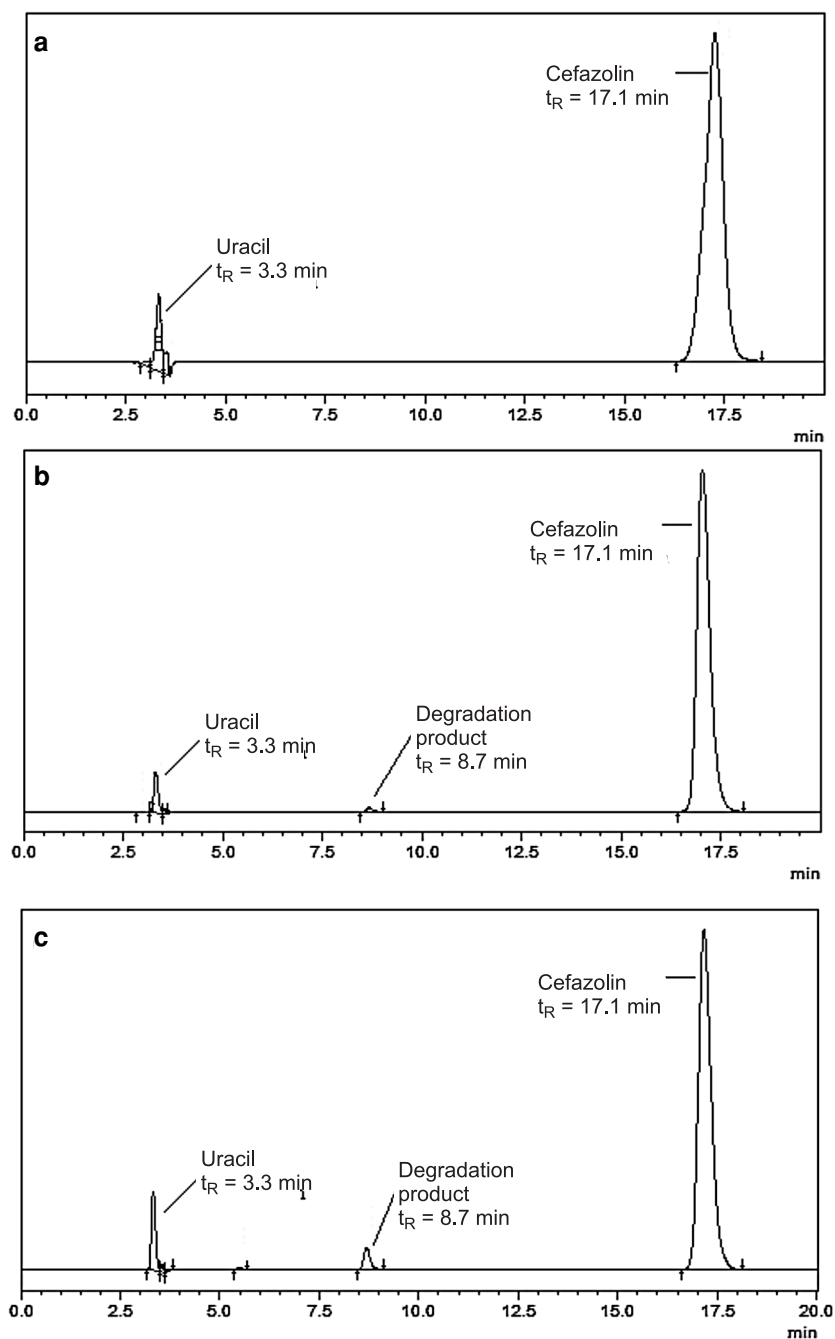 a
Cefazolin
tR = 17.1 min
Uracil
tR = 3.3 min
0.0 2.5 5.0 7.5 10.0 12.5 15.0 17.5
min
b
Cefazolin
tR = 17.1 min
Uracil
tR = 3.3 min
Degradation
product
tR = 8.7 min
0.0 2.5 5.0 7.5 10.0 12.5 15.0 17.5
min
c
Cefazolin
tR = 17.1 min
Uracil
tR = 3.3 min
Degradation
product
tR = 8.7 min
0.0 2.5 5.0 7.5 10.0 12.5 15.0 17.5 20.0
min